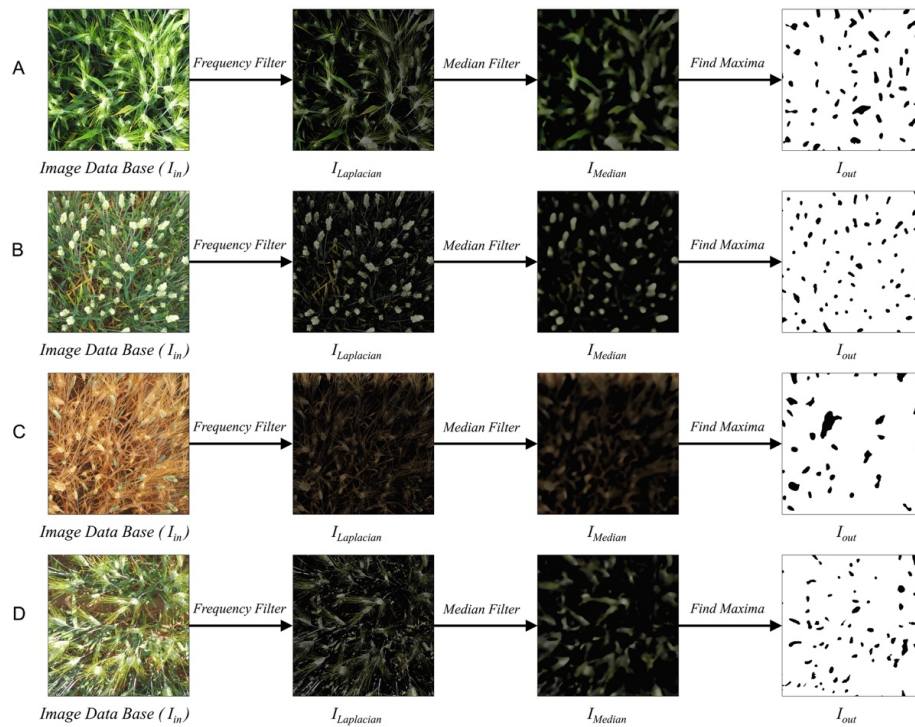 A
Frequency Filter
Median Filter
Find Maxima
Image Data Base ( I_in )
I_Laplacian
I_Median
I_out
B
Frequency Filter
Median Filter
Find Maxima
Image Data Base ( I_in )
I_Laplacian
I_Median
I_out
C
Frequency Filter
Median Filter
Find Maxima
Image Data Base ( I_in )
I_Laplacian
I_Median
I_out
D
Frequency Filter
Median Filter
Find Maxima
Image Data Base ( I_in )
I_Laplacian
I_Median
I_out